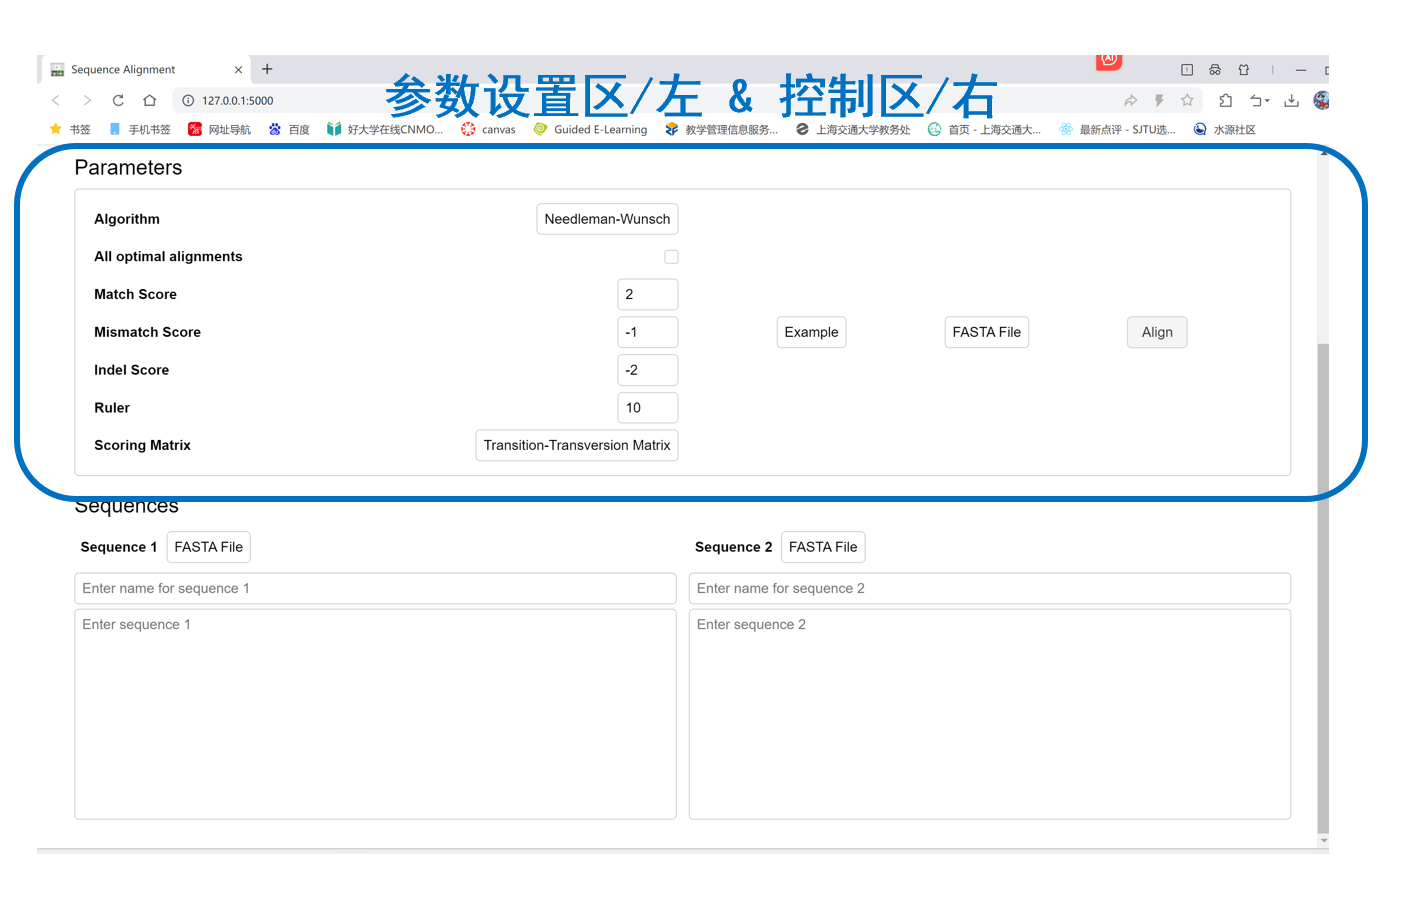 Sequence Alignment
127.0.0.1:5000
参数设置区/左 & 控制区/右
书签 手机书签 网址导航 百度 好大学在线CNMO... canvas Guided E-Learning 教学管理信息服务... 上海交通大学教务处 首页 - 上海交通大... 最新点评 - SJTU选... 水源社区
Parameters
Algorithm Needleman-Wunsch
All optimal alignments
Match Score 2
Mismatch Score -1 Example FASTA File Align
Indel Score -2
Ruler 10
Scoring Matrix Transition-Transversion Matrix
Sequences
Sequence 1 FASTA File Sequence 2 FASTA File
Enter name for sequence 1 Enter name for sequence 2
Enter sequence 1 Enter sequence 2